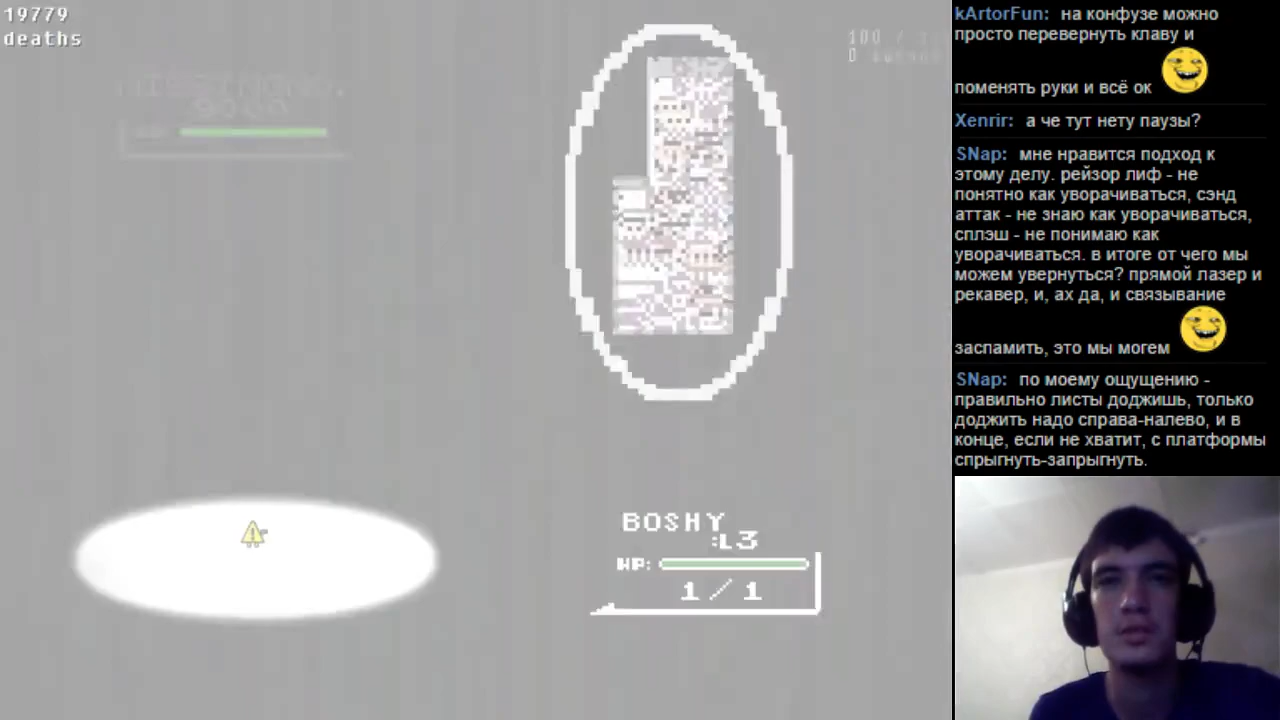 19779
deaths
MISSINGNO.
9000
BOSHY
:L3
HP:
1 / 1
kArtorFun: на конфузе можно
просто перевернуть клаву и
поменять руки и всё ок
Xenrir: а че тут нету паузы?
SNap: мне нравится подход к
этому делу. рейзор лиф - не
понятно как уворачиваться, сэнд
аттак - не знаю как уворачиваться,
сплэш - не понимаю как
уворачиваться. в итоге от чего мы
можем увернуться? прямой лазер и
рекавер, и, ах да, и связывание
заспамить, это мы могем
SNap: по моему ощущению -
правильно листы доджишь, только
доджить надо справа-налево, и в
конце, если не хватит, с платформы
спрыгнуть-запрыгнуть.